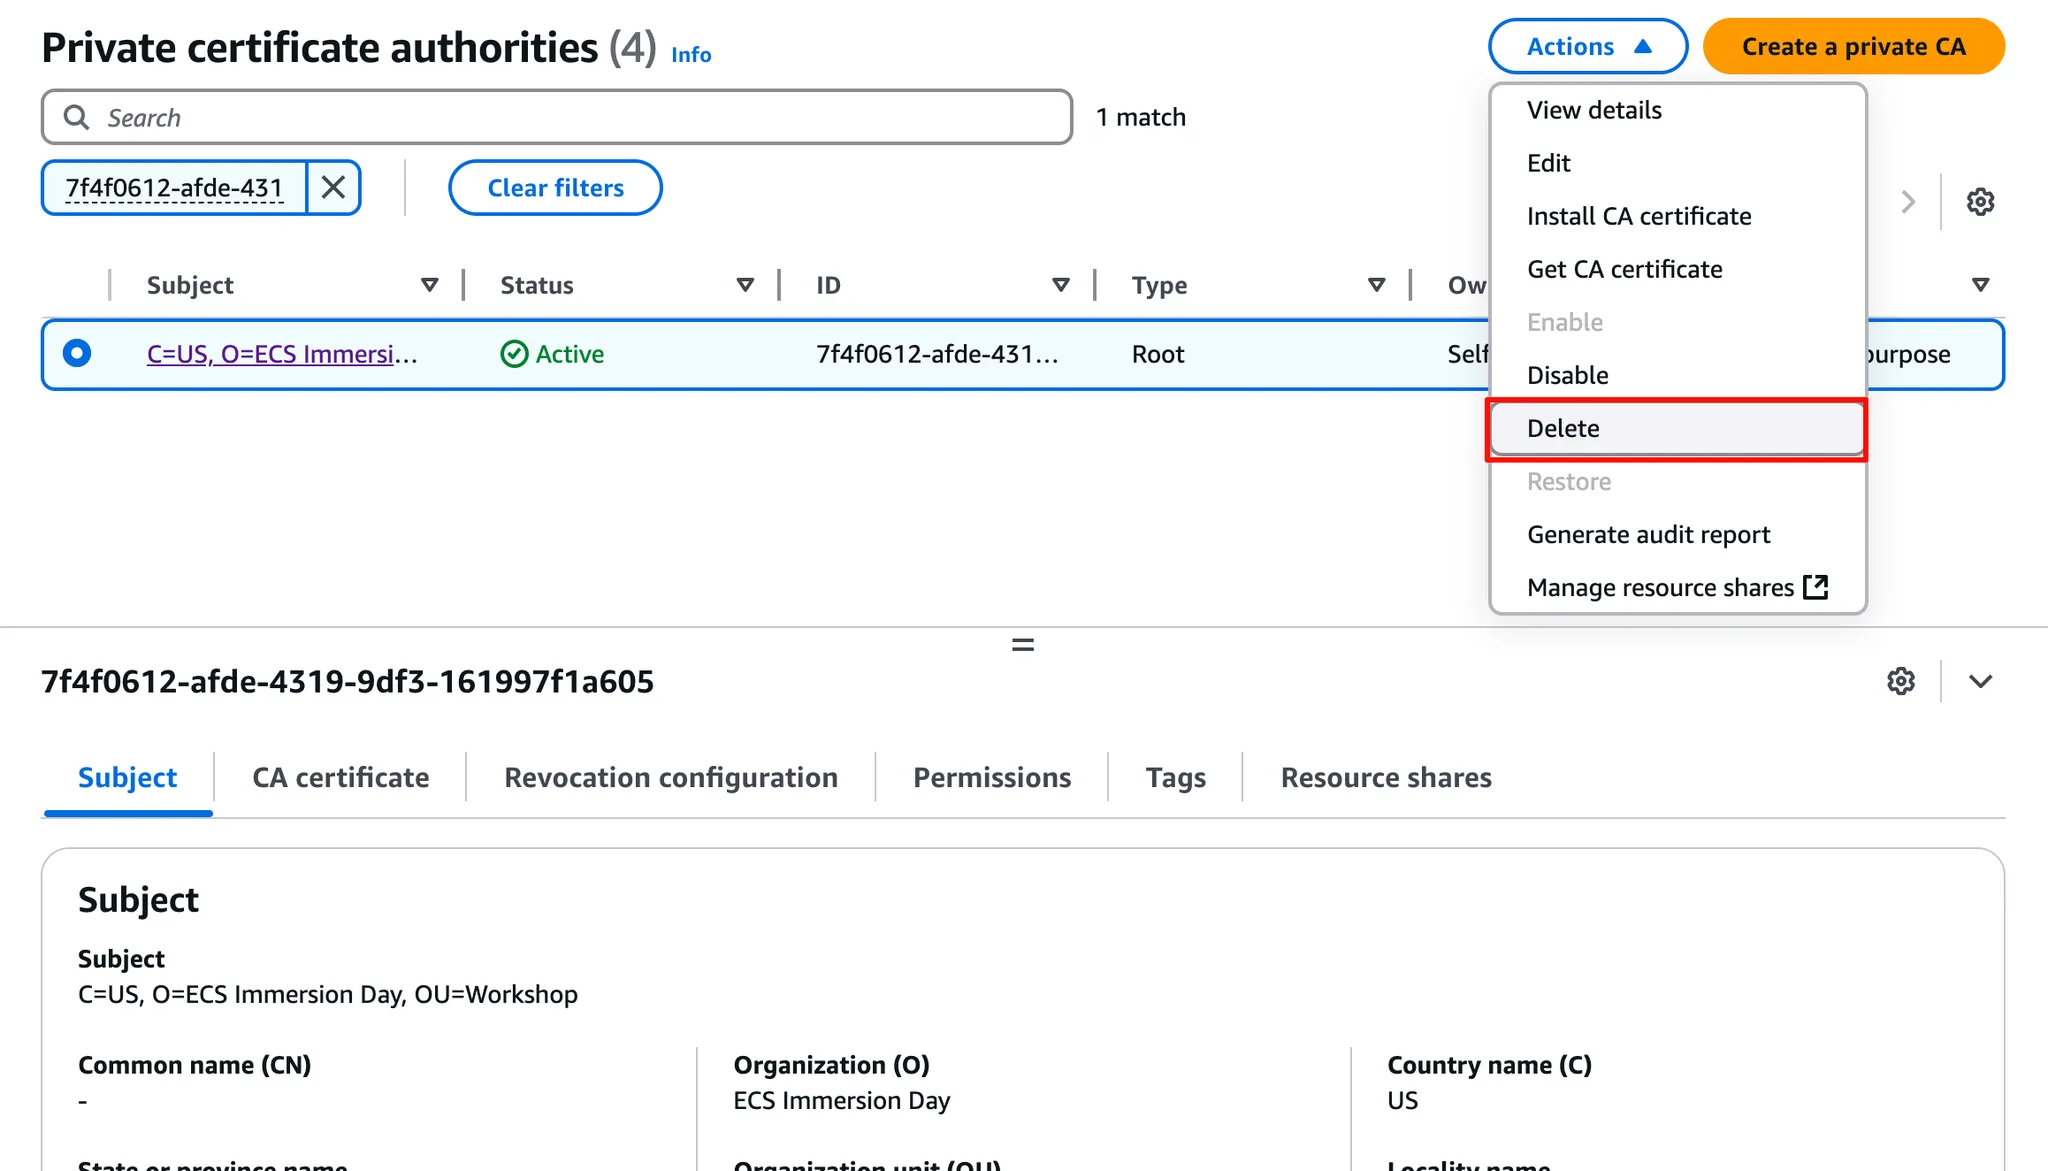 Private certificate authorities (4) Info
Actions
Create a private CA
Search
1 match
7f4f0612-afde-431
Clear filters
View details
Edit
Install CA certificate
Get CA certificate
Enable
Disable
Delete
Restore
Generate audit report
Manage resource shares
Subject Status ID Type Ow
C=US, O=ECS Immersi... Active 7f4f0612-afde-431... Root Self purpose
7f4f0612-afde-4319-9df3-161997f1a605
Subject CA certificate Revocation configuration Permissions Tags Resource shares
Subject
Subject
C=US, O=ECS Immersion Day, OU=Workshop
Common name (CN) Organization (O) Country name (C)
- ECS Immersion Day US
State or province name Organization unit (OU) Locality name